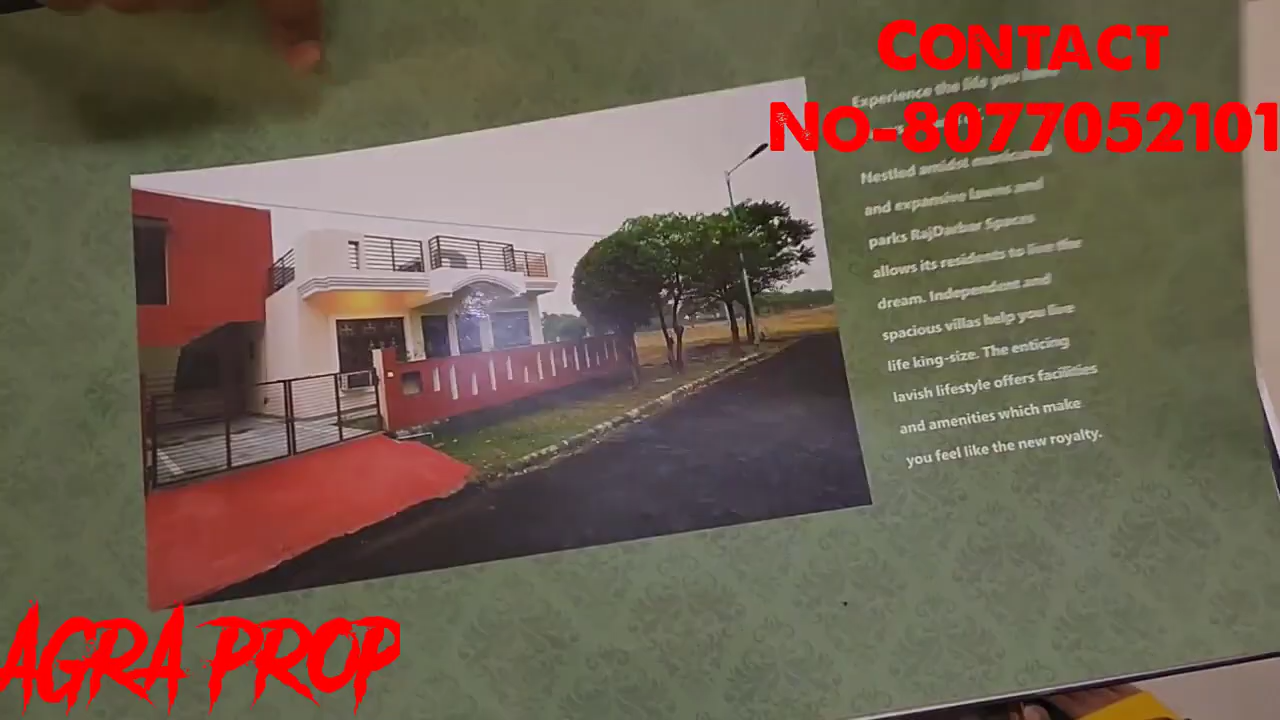 Contact
No-8077052101
Experience the life you have
Nestled amidst manicured
and expansive lawns and
parks RajDarbar Spaces
allows its residents to live the
dream. Independent and
spacious villas help you live
life king-size. The enticing
lavish lifestyle offers facilities
and amenities which make
you feel like the new royalty.
AGRA PROP